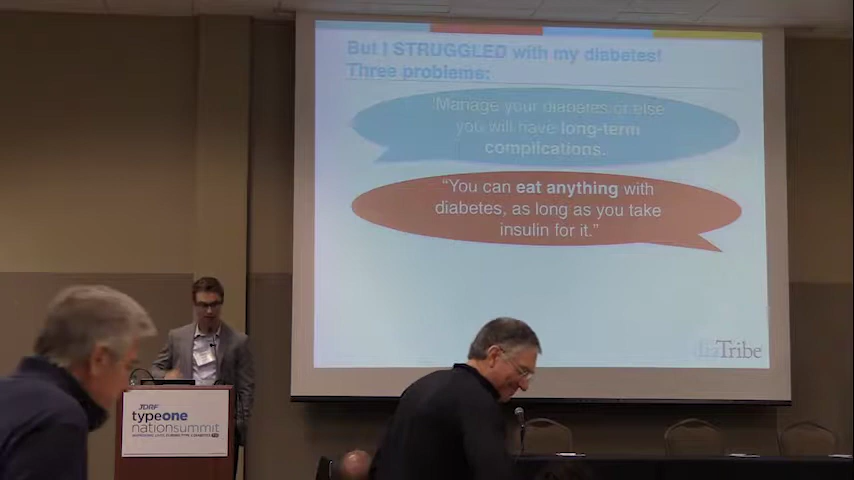 But I STRUGGLED with my diabetes!
Three problems:
"Manage your diabetes or else
you will have long-term
complications.
"You can eat anything with
diabetes, as long as you take
insulin for it."
diaTribe
JDRF
typeone
nationsummit